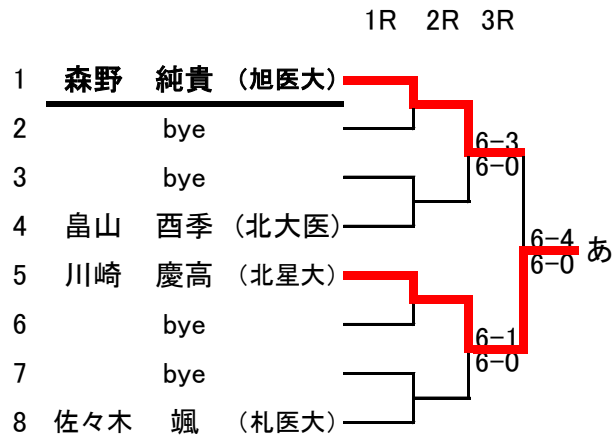 1R 2R 3R
1 森野 純貴 (旭医大)
2 bye
6-3
6-0
3 bye
4 畠山 酉季 (北大医)
6-4
6-0 あ
5 川崎 慶高 (北星大)
6 bye
6-1
6-0
7 bye
8 佐々木 颯 (札医大)